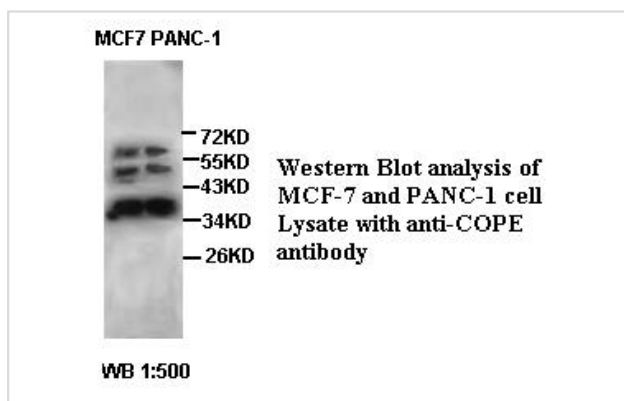 MCF7 PANC-1
72KD
55KD
43KD
34KD
26KD
Western Blot analysis of
MCF-7 and PANC-1 cell
Lysate with anti-COPE
antibody
WB 1:500